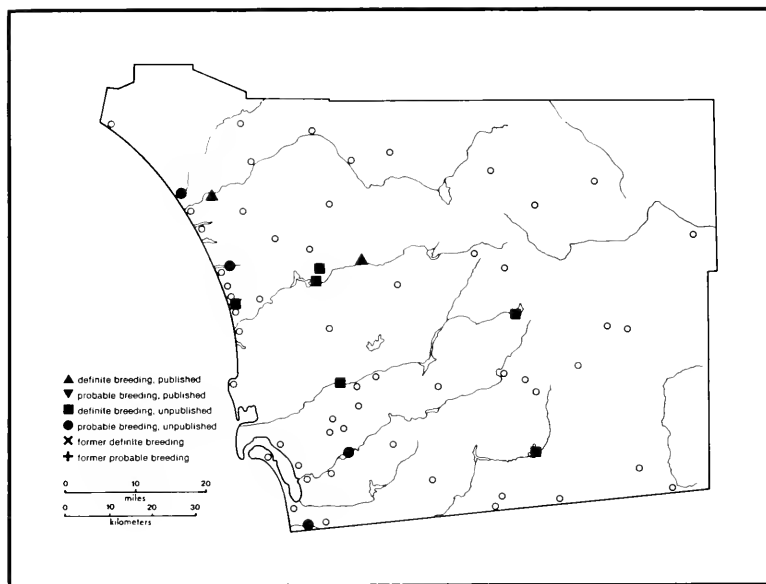 definite breeding, published
probable breeding, published
definite breeding, unpublished
probable breeding, unpublished
former definite breeding
former probable breeding
0 10 20
miles
kilometers
0 10 20 30